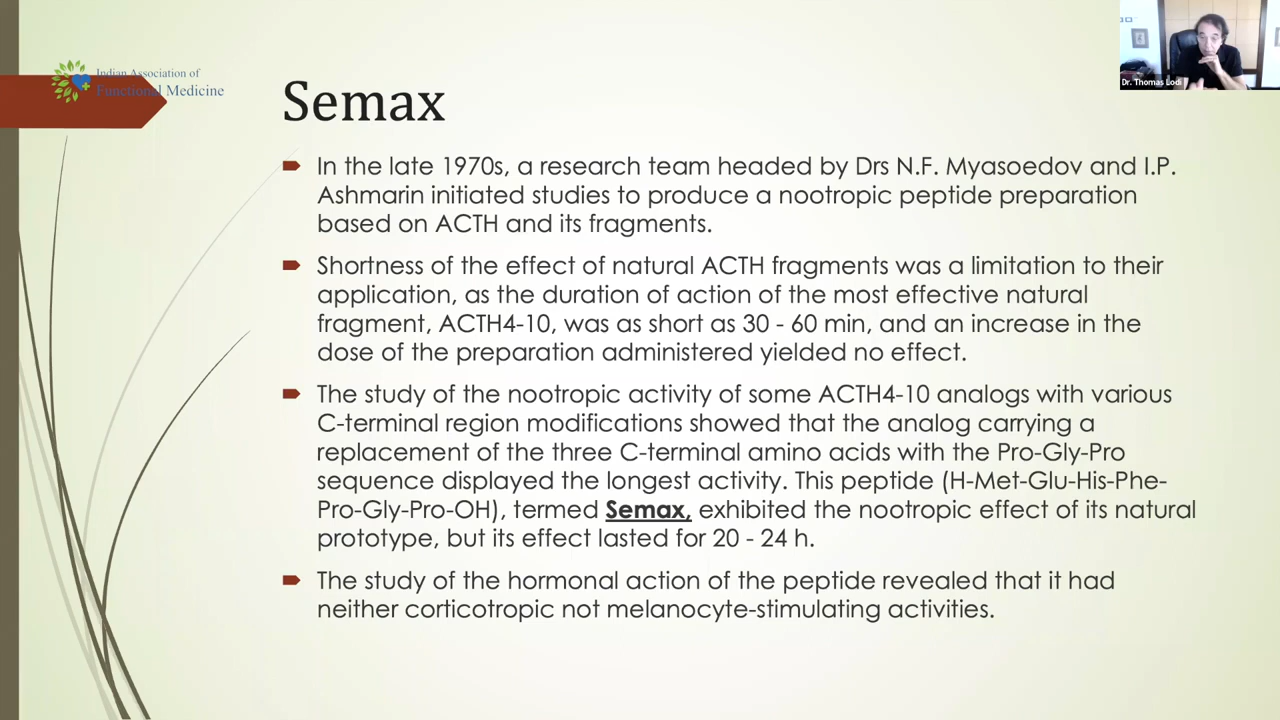 Indian Association of
Functional Medicine
Dr. Thomas Lodi
Semax
In the late 1970s, a research team headed by Drs N.F. Myasoedov and I.P.
Ashmarin initiated studies to produce a nootropic peptide preparation
based on ACTH and its fragments.
Shortness of the effect of natural ACTH fragments was a limitation to their
application, as the duration of action of the most effective natural
fragment, ACTH4-10, was as short as 30 - 60 min, and an increase in the
dose of the preparation administered yielded no effect.
The study of the nootropic activity of some ACTH4-10 analogs with various
C-terminal region modifications showed that the analog carrying a
replacement of the three C-terminal amino acids with the Pro-Gly-Pro
sequence displayed the longest activity. This peptide (H-Met-Glu-His-Phe-
Pro-Gly-Pro-OH), termed Semax, exhibited the nootropic effect of its natural
prototype, but its effect lasted for 20 - 24 h.
The study of the hormonal action of the peptide revealed that it had
neither corticotropic not melanocyte-stimulating activities.